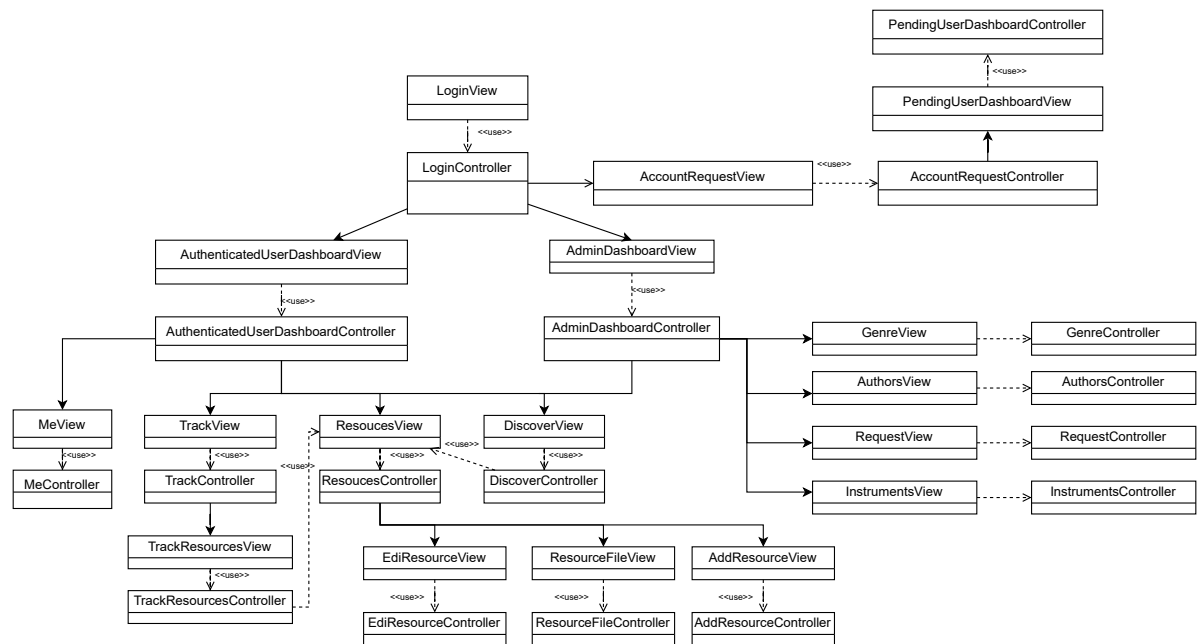 PendingUserDashboardController
<<use>>
LoginView
PendingUserDashboardView
<<use>>
LoginController
<<use>>
AccountRequestView
AccountRequestController
<<use>>
AuthenticatedUserDashboardView
AdminDashboardView
<<use>>
<<use>>
AuthenticatedUserDashboardController
AdminDashboardController
GenreView
GenreController
AuthorsView
AuthorsController
MeView
TrackView
ResoucesView
DiscoverView
RequestView
RequestController
<<use>>
<<use>>
<<use>>
<<use>>
<<use>>
<<use>>
MeController
TrackController
ResoucesController
DiscoverController
InstrumentsView
InstrumentsController
TrackResourcesView
EdiResourceView
ResourceFileView
AddResourceView
<<use>>
<<use>>
<<use>>
<<use>>
TrackResourcesController
EdiResourceController
ResourceFileController
AddResourceController